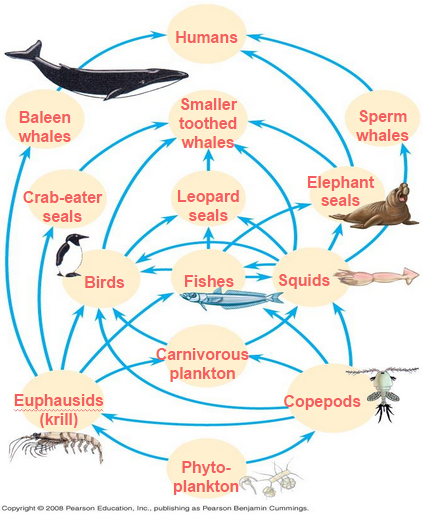 Humans
Baleen
whales
Smaller
toothed
whales
Sperm
whales
Crab-eater
seals
Leopard
seals
Elephant
seals
Birds
Fishes
Squids
Carnivorous
plankton
Euphausids
(krill)
Copepods
Phyto-
plankton
Copyright © 2008 Pearson Education, Inc., publishing as Pearson Benjamin Cummings.